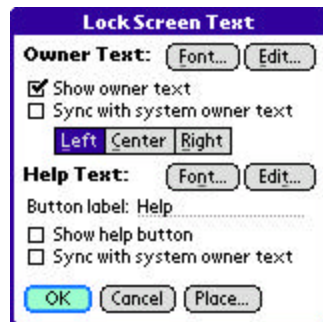 Lock Screen Text
Owner Text: Font... Edit...
Show owner text
Sync with system owner text
Left Center Right
Help Text: Font... Edit...
Button label: Help
Show help button
Sync with system owner text
OK Cancel Place...